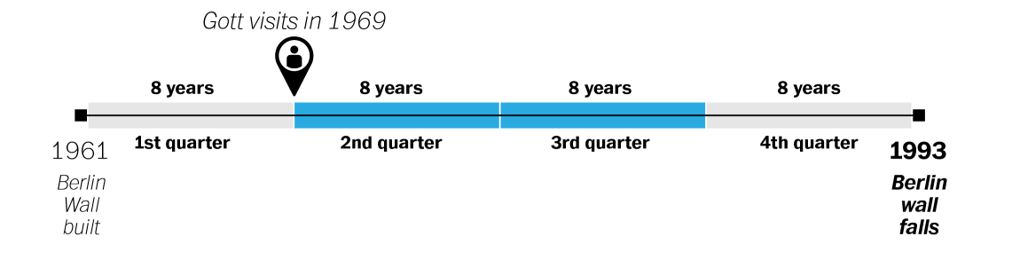 Gott visits in 1969
8 years
8 years
8 years
8 years
1961
1st quarter
2nd quarter
3rd quarter
4th quarter
1993
Berlin
Wall
built
Berlin
wall
falls